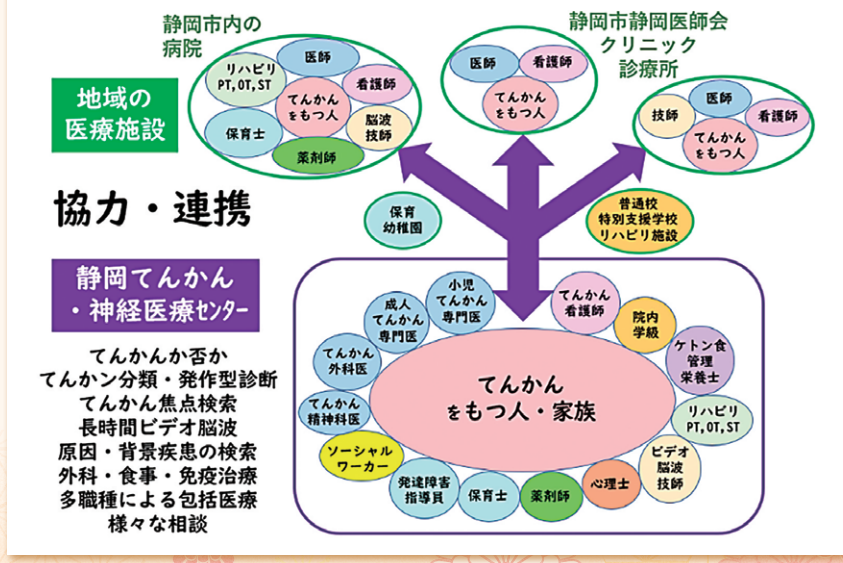 静岡市内の
病院
静岡市静岡医師会
クリニック
診療所
地域の
医療施設
医師
リハビリ
PT,OT,ST
看護師
てんかん
をもつ人
保育士
脳波
技師
薬剤師
医師
看護師
てんかん
をもつ人
技師
医師
看護師
てんかん
をもつ人
協力・連携
保育
幼稚園
普通校
特別支援学校
リハビリ施設
静岡てんかん
・神経医療センター
てんかんか否か
てんかン分類・発作型診断
てんかん焦点検索
長時間ビデオ脳波
原因・背景疾患の検索
外科・食事・免疫治療
多職種による包括医療
様々な相談
小児
てんかん
専門医
成人
てんかん
専門医
てんかん
外科医
てんかん
精神科医
ソーシャル
ワーカー
発達障害
指導員
保育士
薬剤師
心理士
ビデオ
脳波
技師
リハビリ
PT,OT,ST
ケトン食
管理
栄養士
院内
学級
てんかん
看護師
てんかん
をもつ人・家族